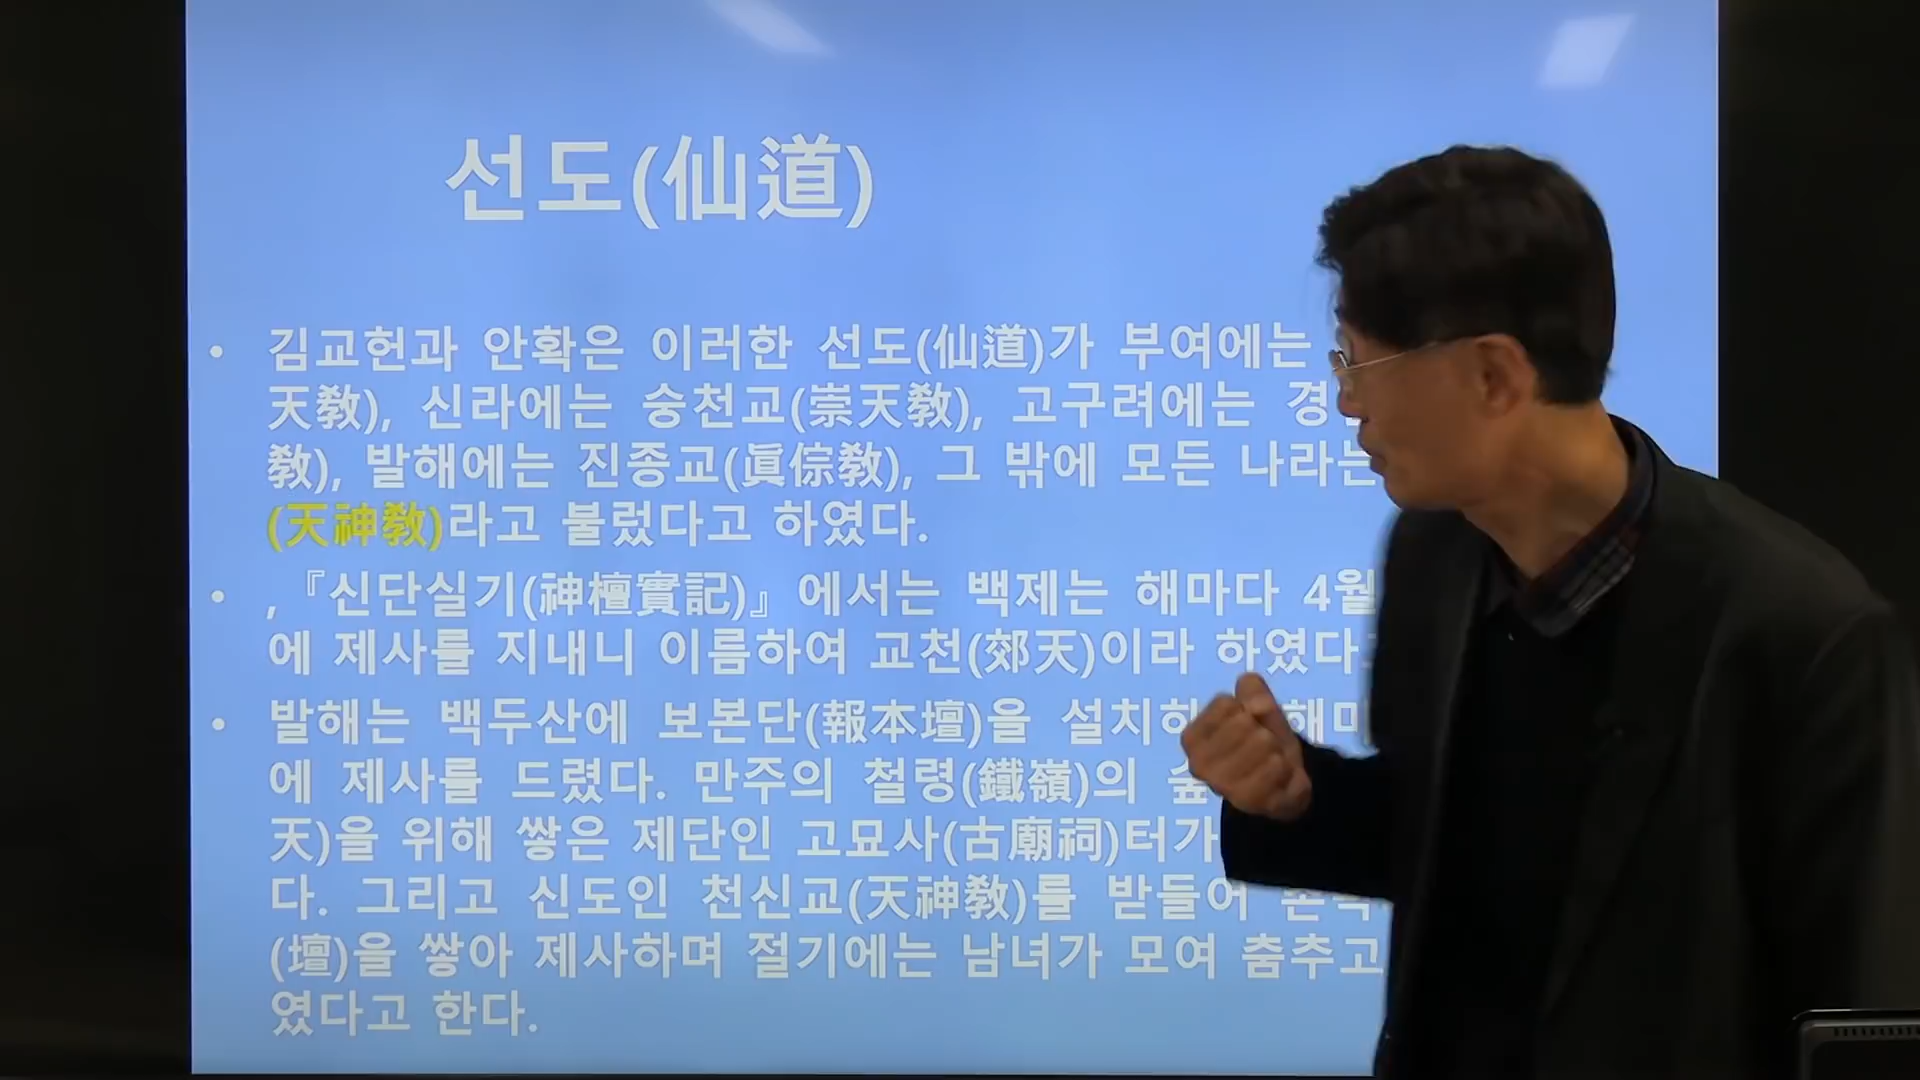 선도(仙道)
• 김교헌과 안확은 이러한 선도(仙道)가 부여에는
天敎), 신라에는 숭천교(崇天敎), 고구려에는 경
敎), 발해에는 진종교(眞倧敎), 그 밖에 모든 나라는
(天神敎)라고 불렀다고 하였다.
• , 『신단실기(神檀實記)』에서는 백제는 해마다 4월
에 제사를 지내니 이름하여 교천(郊天)이라 하였다
• 발해는 백두산에 보본단(報本壇)을 설치하 해마
에 제사를 드렸다. 만주의 철령(鐵嶺)의 숲
天)을 위해 쌓은 제단인 고묘사(古廟祠)터가
다. 그리고 신도인 천신교(天神敎)를 받들어
(壇)을 쌓아 제사하며 절기에는 남녀가 모여 춤추고
였다고 한다.